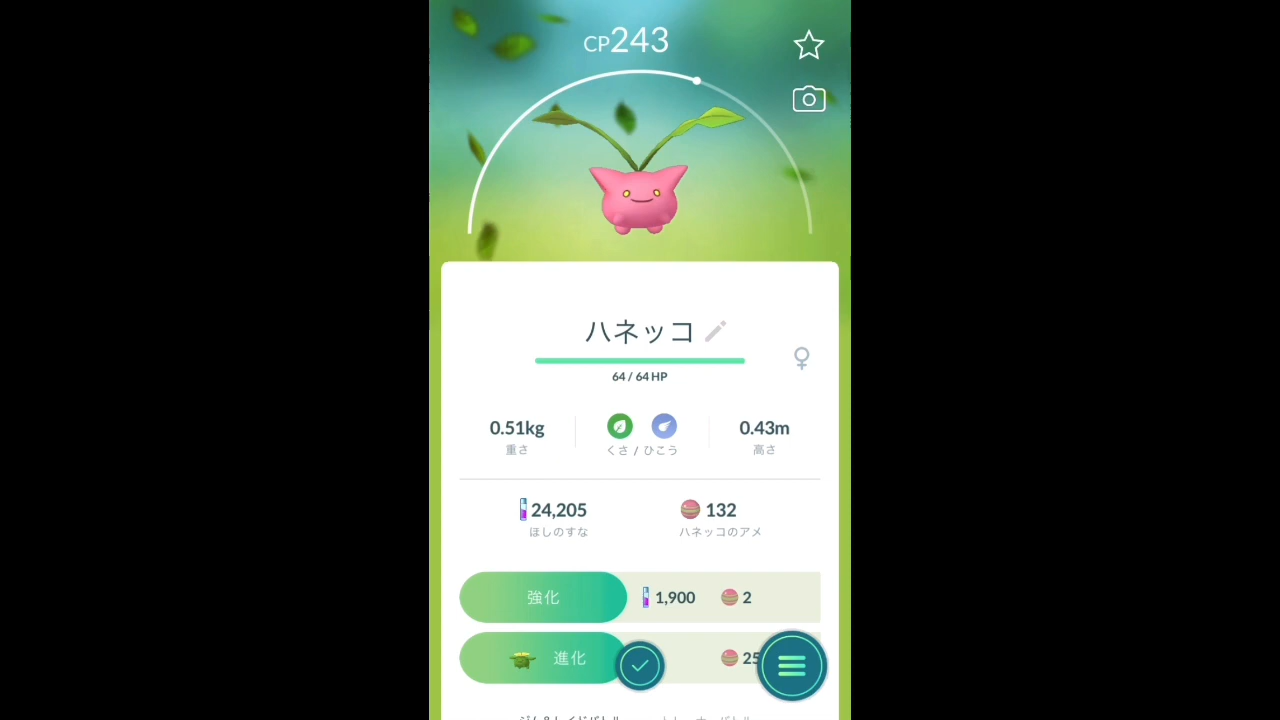 CP243
ハネッコ
64 / 64 HP
0.51kg
重さ
くさ / ひこう
0.43m
高さ
24,205
ほしのすな
132
ハネッコのアメ
強化
1,900
2
進化
25